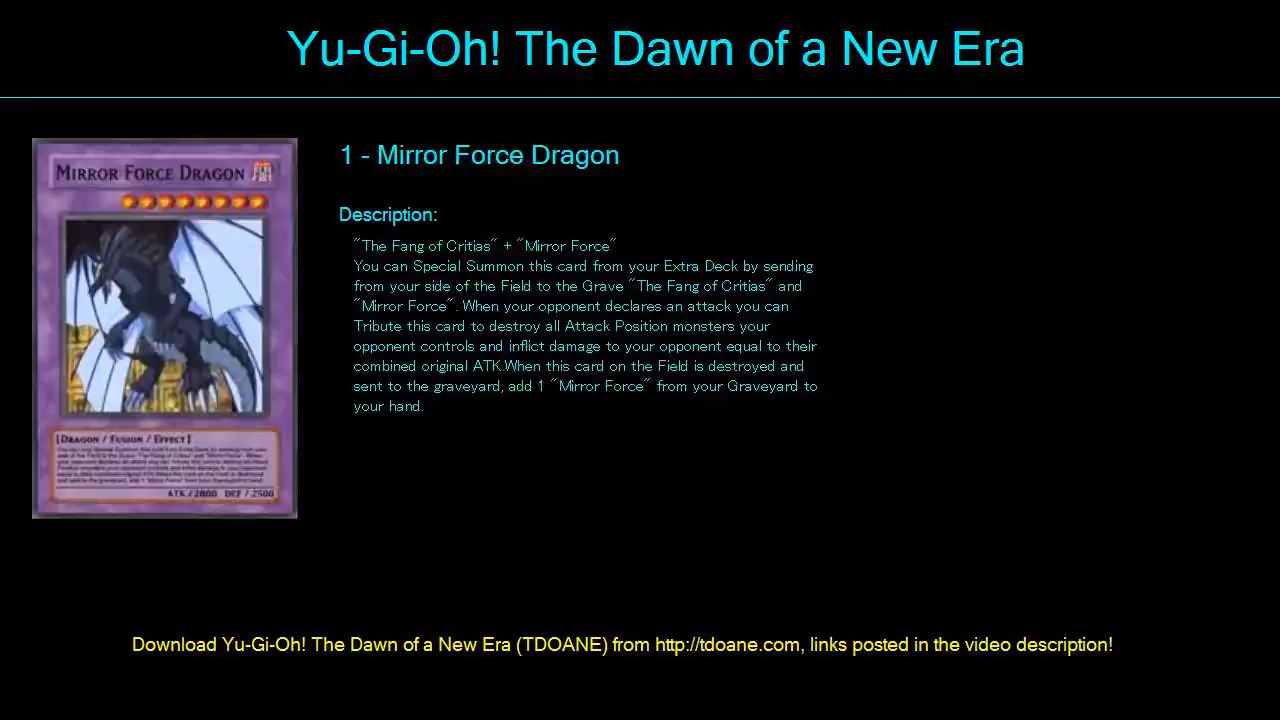 Yu-Gi-Oh! The Dawn of a New Era
MIRROR FORCE DRAGON
[DRAGON / FUSION / EFFECT]
ATK / 2800 DEF / 2500
1 - Mirror Force Dragon
Description:
"The Fang of Critias" + "Mirror Force"
You can Special Summon this card from your Extra Deck by sending
from your side of the Field to the Grave "The Fang of Critias" and
"Mirror Force". When your opponent declares an attack you can
Tribute this card to destroy all Attack Position monsters your
opponent controls and inflict damage to your opponent equal to their
combined original ATK.When this card on the Field is destroyed and
sent to the graveyard, add 1 "Mirror Force" from your Graveyard to
your hand.
Download Yu-Gi-Oh! The Dawn of a New Era (TDOANE) from http://tdoane.com, links posted in the video description!